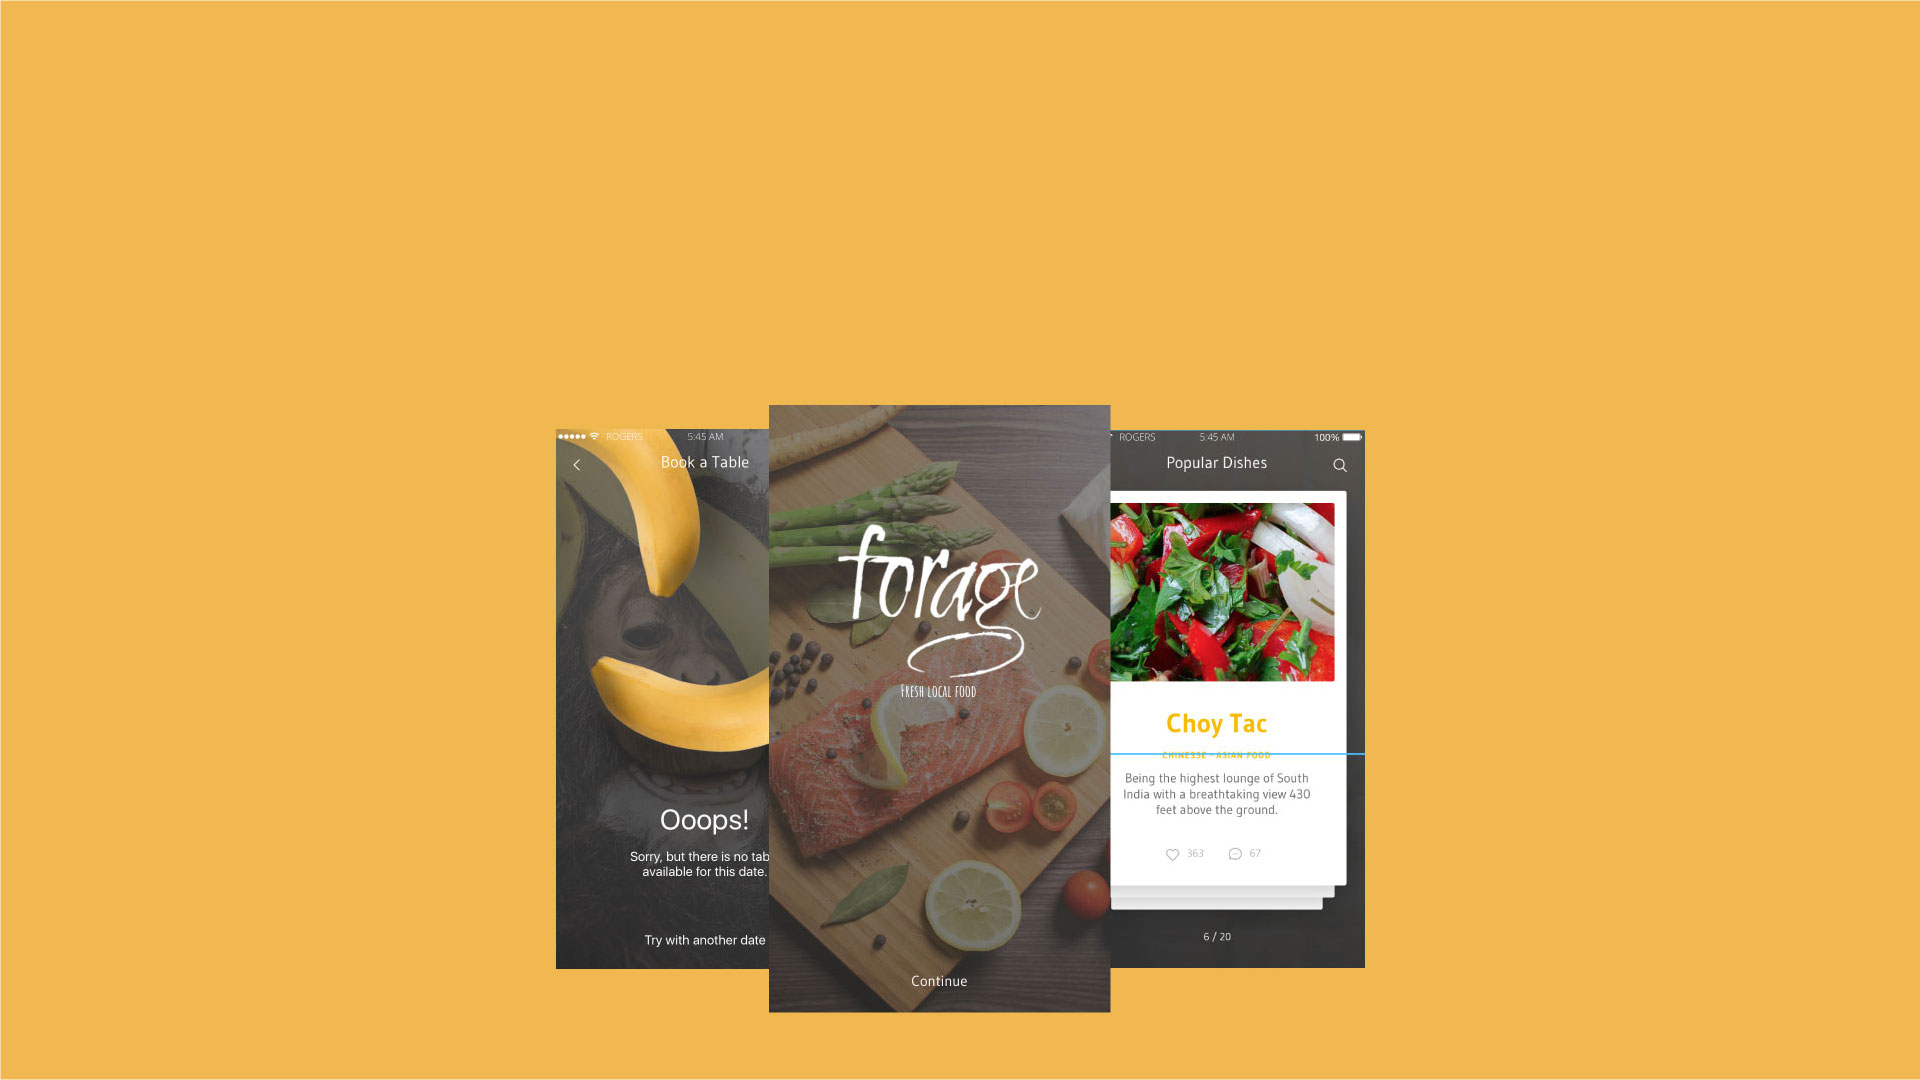 ROGERS
5:45 AM
Book a Table
Ooops!
Sorry, but there is no tab
available for this date.
Try with another date
forage
FRESH LOCAL FOOD
Continue
ROGERS
5:45 AM
100%
Popular Dishes
Choy Tac
CHINESSE - ASIAN FOOD
Being the highest lounge of South
India with a breathtaking view 430
feet above the ground.
363
67
6 / 20